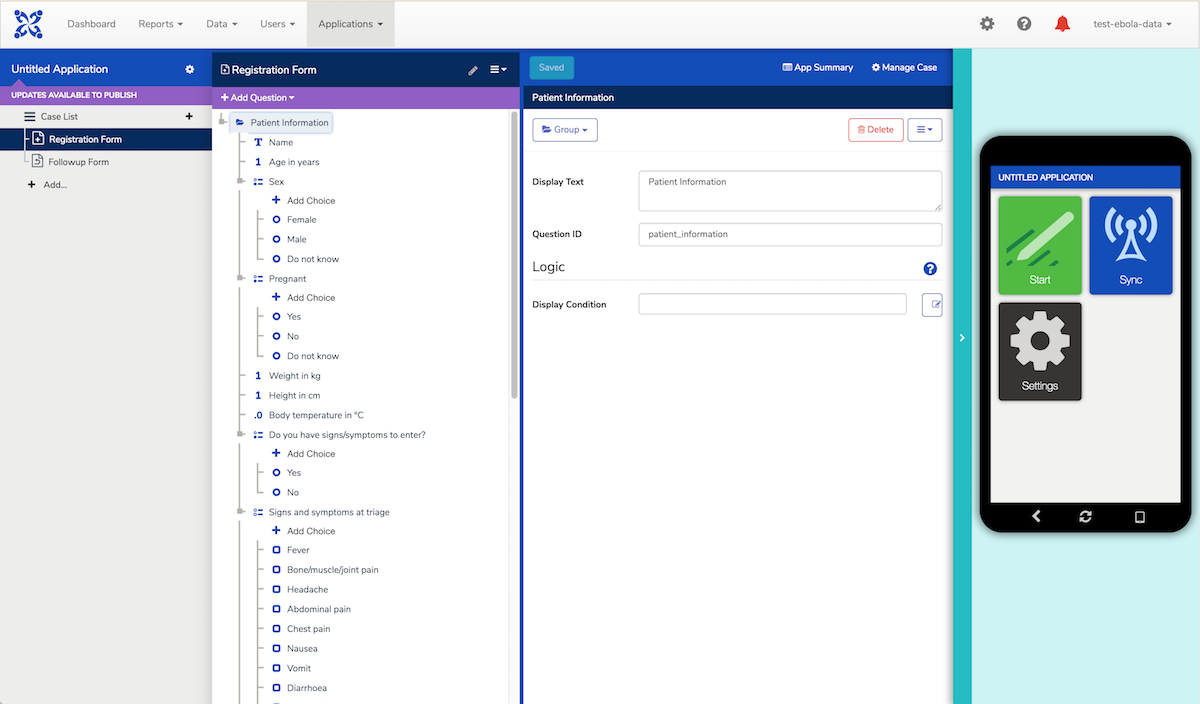 Dashboard
Reports
Data
Users
Applications
test-ebola-data
Untitled Application
UPDATES AVAILABLE TO PUBLISH
Case List
Registration Form
Followup Form
Add...
Registration Form
Add Question
Patient Information
Name
Age in years
Sex
Add Choice
Female
Male
Do not know
Pregnant
Add Choice
Yes
No
Do not know
Weight in kg
Height in cm
Body temperature in °C
Do you have signs/symptoms to enter?
Add Choice
Yes
No
Signs and symptoms at triage
Add Choice
Fever
Bone/muscle/joint pain
Headache
Abdominal pain
Chest pain
Nausea
Vomit
Diarrhoea
Saved
App Summary
Manage Case
Patient Information
Group
Delete
Display Text
Patient Information
Question ID
patient_information
Logic
Display Condition
UNTITLED APPLICATION
Start
Sync
Settings